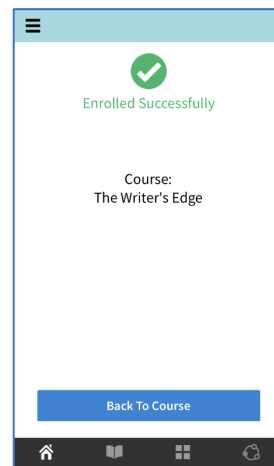 Enrolled Successfully
Course:
The Writer's Edge
Back To Course